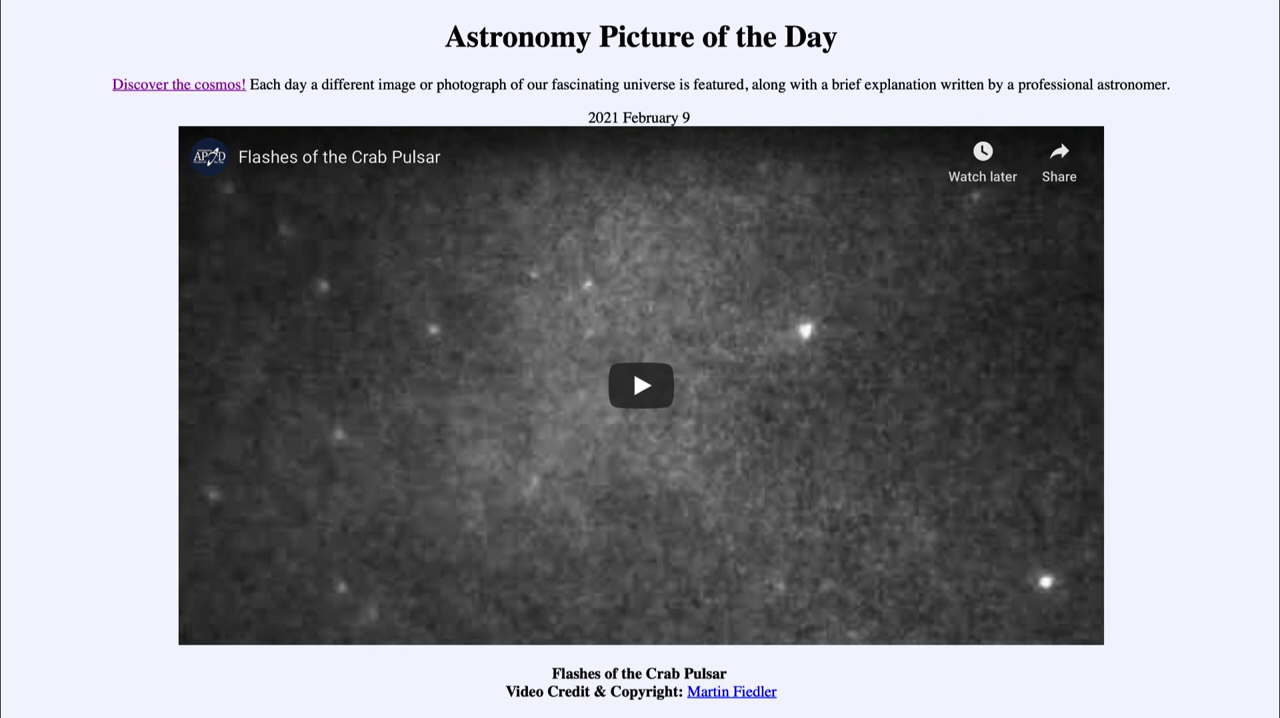 Astronomy Picture of the Day
Discover the cosmos! Each day a different image or photograph of our fascinating universe is featured, along with a brief explanation written by a professional astronomer.
2021 February 9
APOD Flashes of the Crab Pulsar
Watch later
Share
Flashes of the Crab Pulsar
Video Credit & Copyright: Martin Fiedler